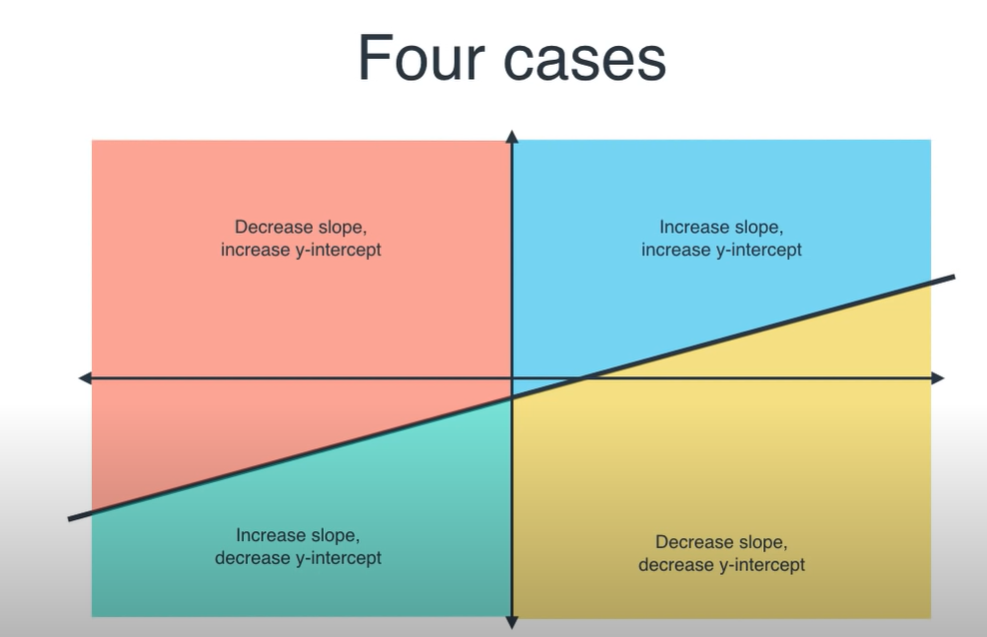 Four cases
Decrease slope,
increase y-intercept
Increase slope,
increase y-intercept
Increase slope,
decrease y-intercept
Decrease slope,
decrease y-intercept